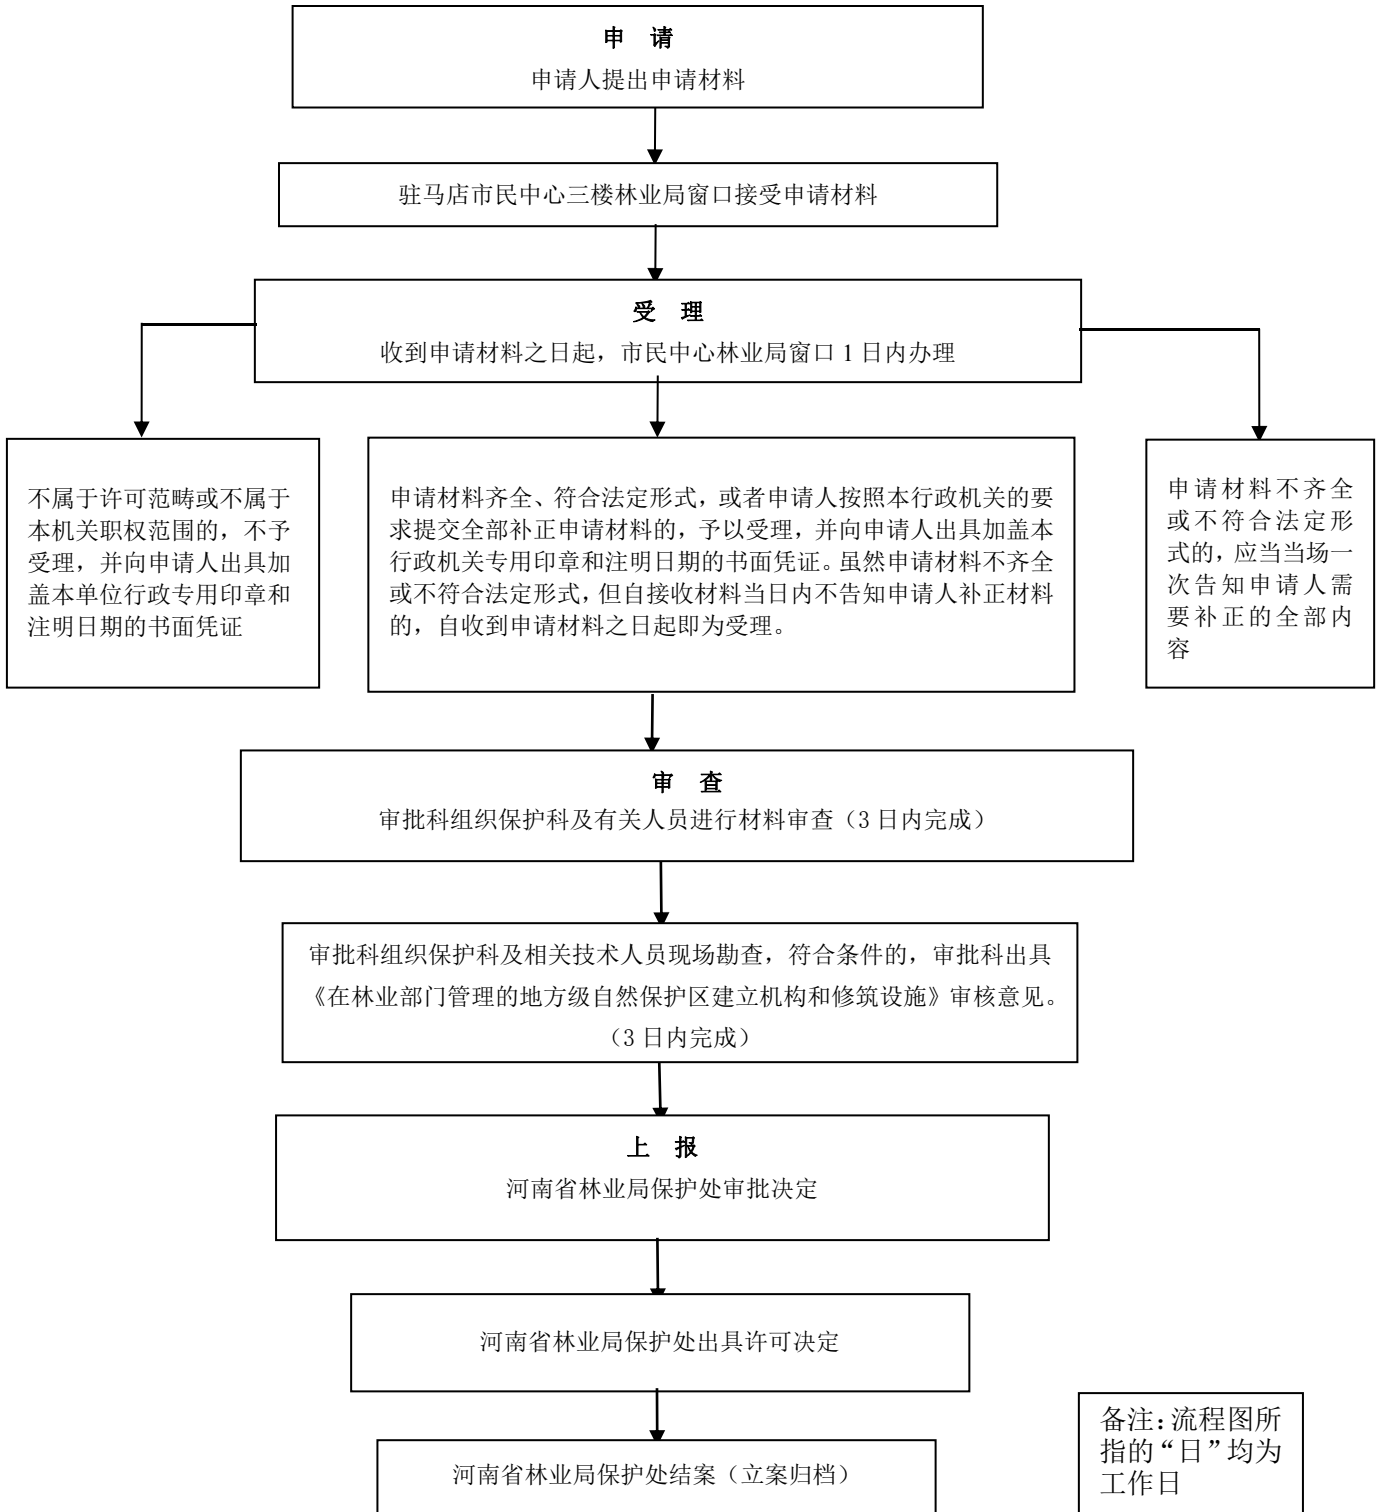 申 请
申请人提出申请材料
驻马店市民中心三楼林业局窗口接受申请材料
受 理
收到申请材料之日起，市民中心林业局窗口 1 日内办理
不属于许可范畴或不属于
本机关职权范围的，不予
受理，并向申请人出具加
盖本单位行政专用印章和
注明日期的书面凭证
申请材料齐全、符合法定形式，或者申请人按照本行政机关的要
求提交全部补正申请材料的，予以受理，并向申请人出具加盖本
行政机关专用印章和注明日期的书面凭证。虽然申请材料不齐全
或不符合法定形式，但自接收材料当日内不告知申请人补正材料
的，自收到申请材料之日起即为受理。
申请材料不齐全
或不符合法定形
式的，应当当场一
次告知申请人需
要补正的全部内
容
审 查
审批科组织保护科及有关人员进行材料审查（3 日内完成）
审批科组织保护科及相关技术人员现场勘查，符合条件的，审批科出具
《在林业部门管理的地方级自然保护区建立机构和修筑设施》审核意见。
（3 日内完成）
上 报
河南省林业局保护处审批决定
河南省林业局保护处出具许可决定
河南省林业局保护处结案（立案归档）
备注：流程图所
指的“日”均为
工作日